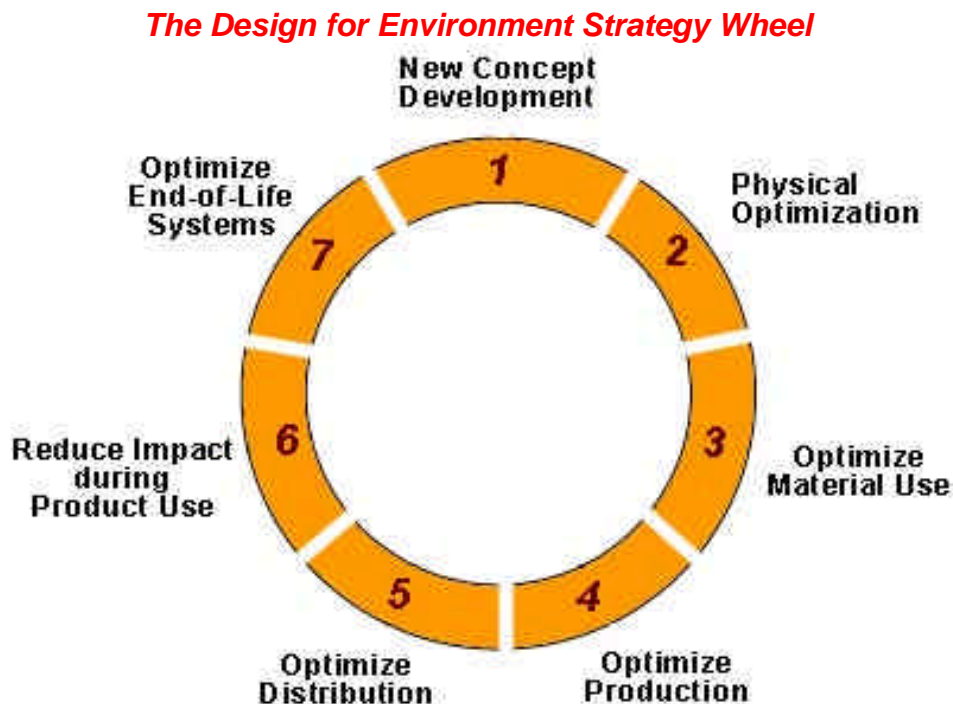 The Design for Environment Strategy Wheel
New Concept
Development
1
Physical
Optimization
2
3
Optimize
Material Use
4
Optimize
Production
5
Optimize
Distribution
6
Reduce Impact
during
Product Use
7
Optimize
End-of-Life
Systems